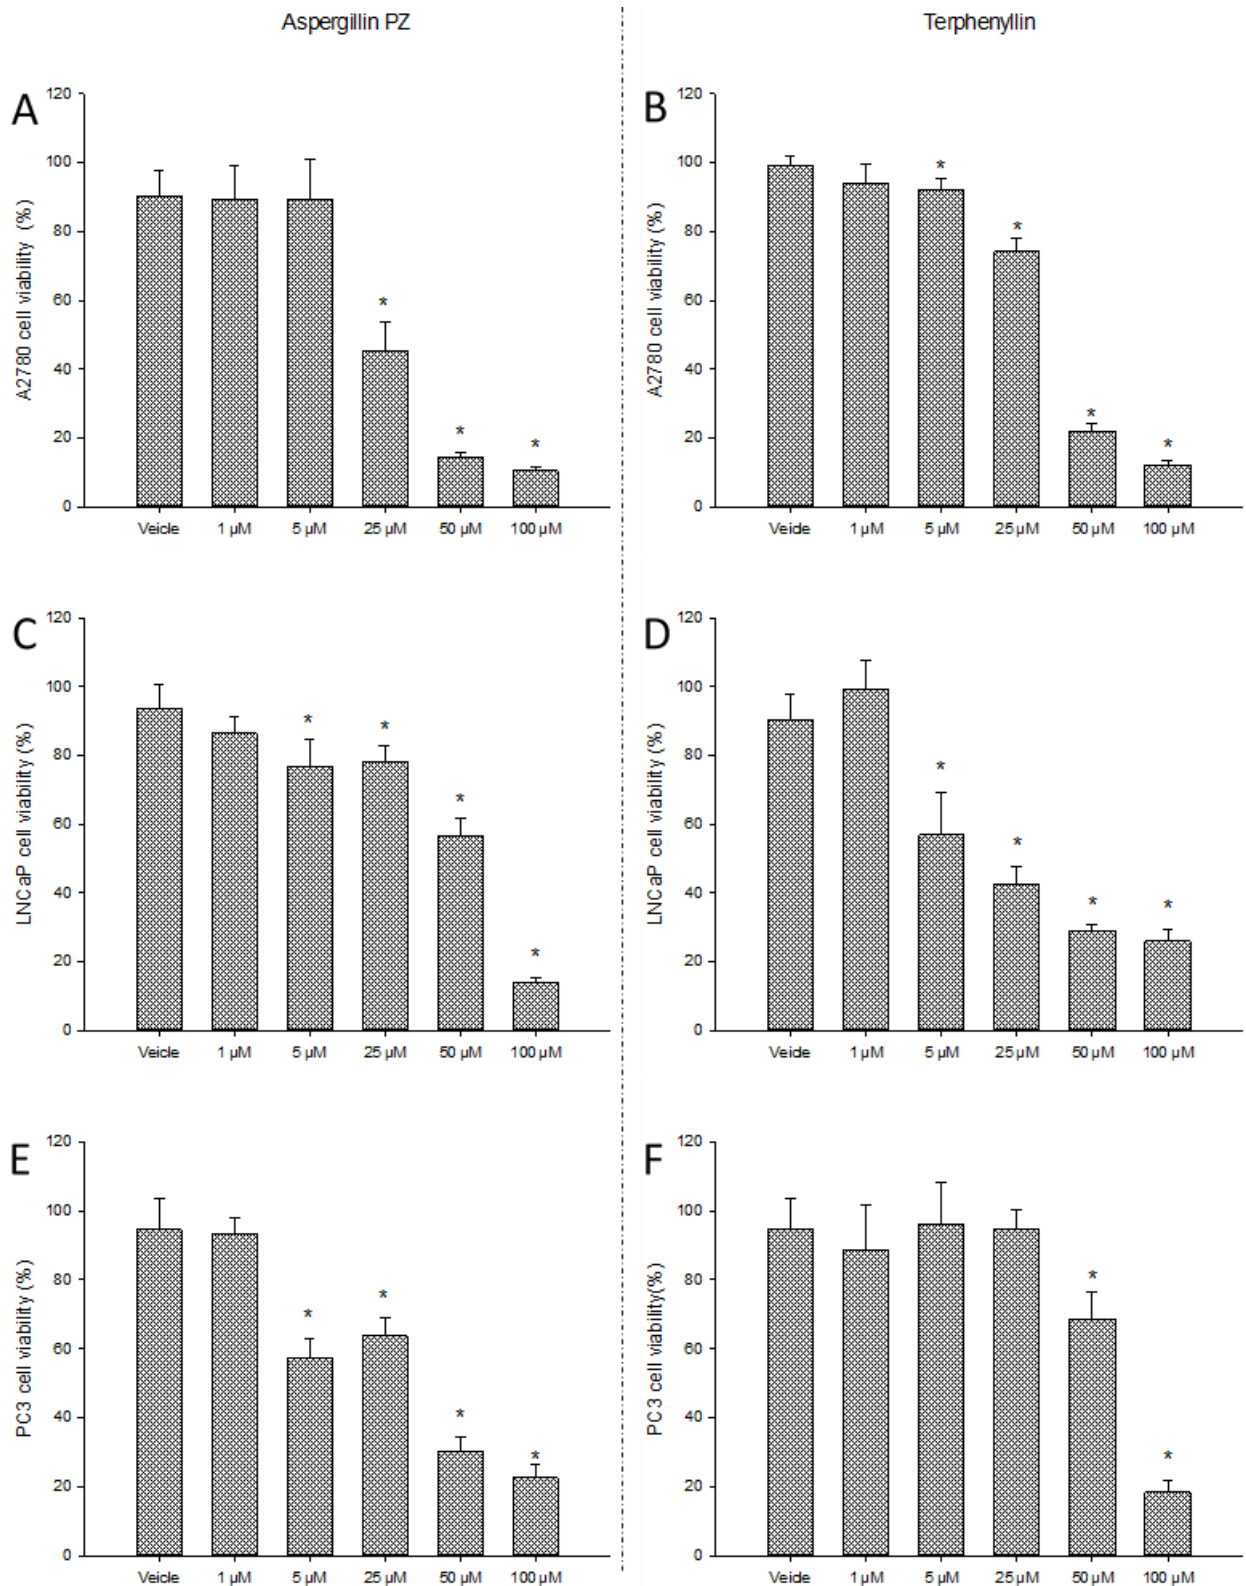 Aspergillin PZ
Terphenyllin
A
A2780 cell viability (%)
120
100
80
60
40
20
0
* * *
Veicle 1 µM 5 µM 25 µM 50 µM 100 µM
B
A2780 cell viability (%)
120
100
80
60
40
20
0
* * * *
Veicle 1 µM 5 µM 25 µM 50 µM 100 µM
C
LNCaP cell viability (%)
120
100
80
60
40
20
0
* * * *
Veicle 1 µM 5 µM 25 µM 50 µM 100 µM
D
LNCaP cell viability (%)
120
100
80
60
40
20
0
* * * *
Veicle 1 µM 5 µM 25 µM 50 µM 100 µM
E
PC3 cell viability (%)
120
100
80
60
40
20
0
* * * *
Veicle 1 µM 5 µM 25 µM 50 µM 100 µM
F
PC3 cell viability(%)
120
100
80
60
40
20
0
* *
Veicle 1 µM 5 µM 25 µM 50 µM 100 µM